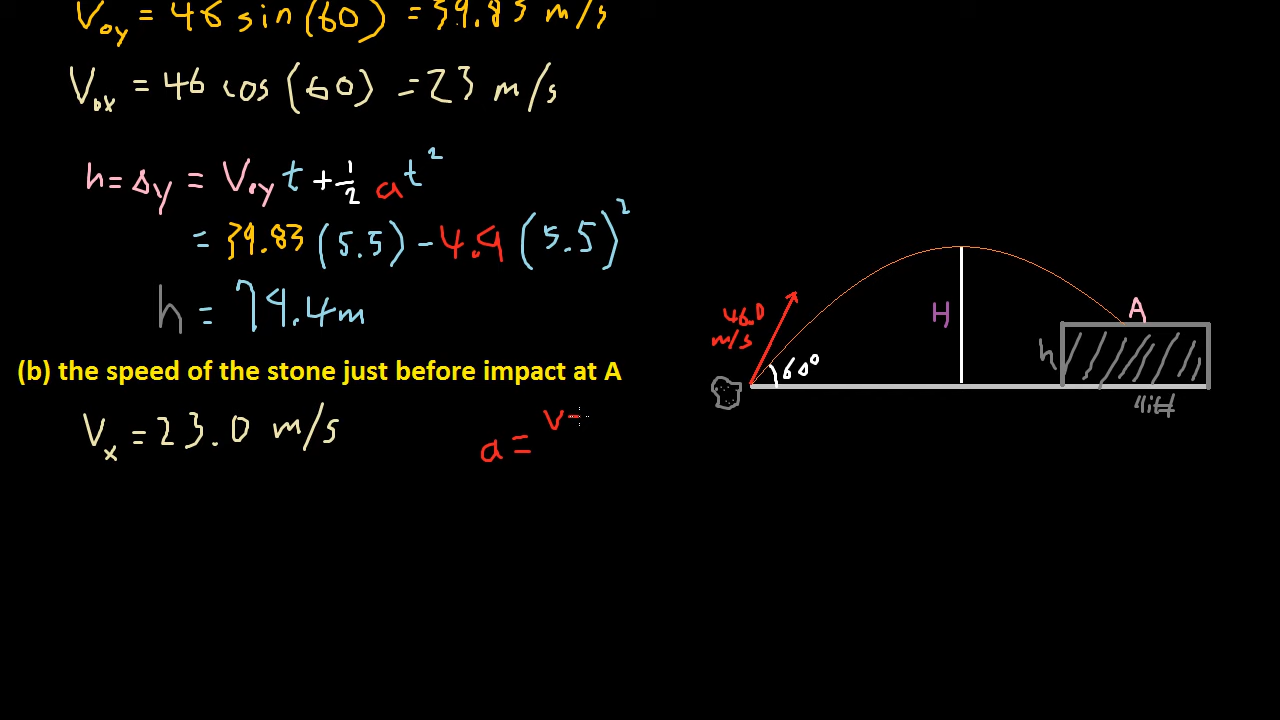 Voy = 46 sin(60) = 39.83 m/s
Vox = 46 cos (60) = 23 m/s
h = Δy = Voy t + 1/2 a t²
= 39.83 (5.5) - 4.9 (5.5)²
h = 79.4m
(b) the speed of the stone just before impact at A
Vx = 23.0 m/s
a = v-
46.0
m/s
60°
H
A
h